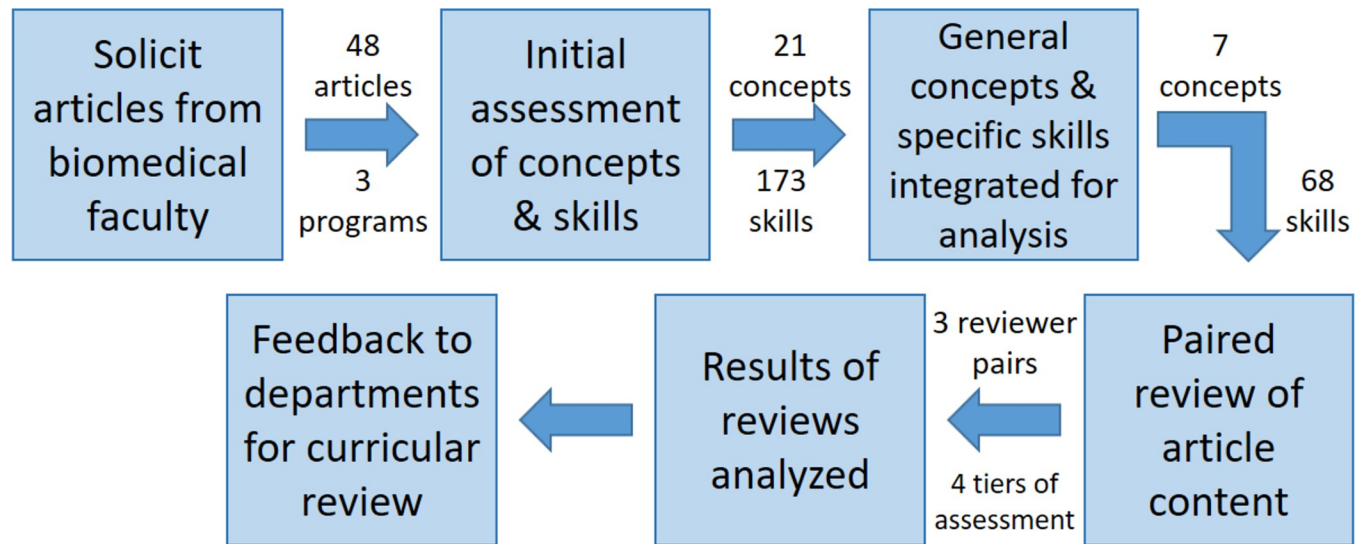 Solicit
articles from
biomedical
faculty
48
articles
3
programs
Initial
assessment
of concepts
& skills
21
concepts
173
skills
General
concepts &
specific skills
integrated for
analysis
7
concepts
68
skills
Paired
review of
article
content
3 reviewer
pairs
4 tiers of
assessment
Results of
reviews
analyzed
Feedback to
departments
for curricular
review